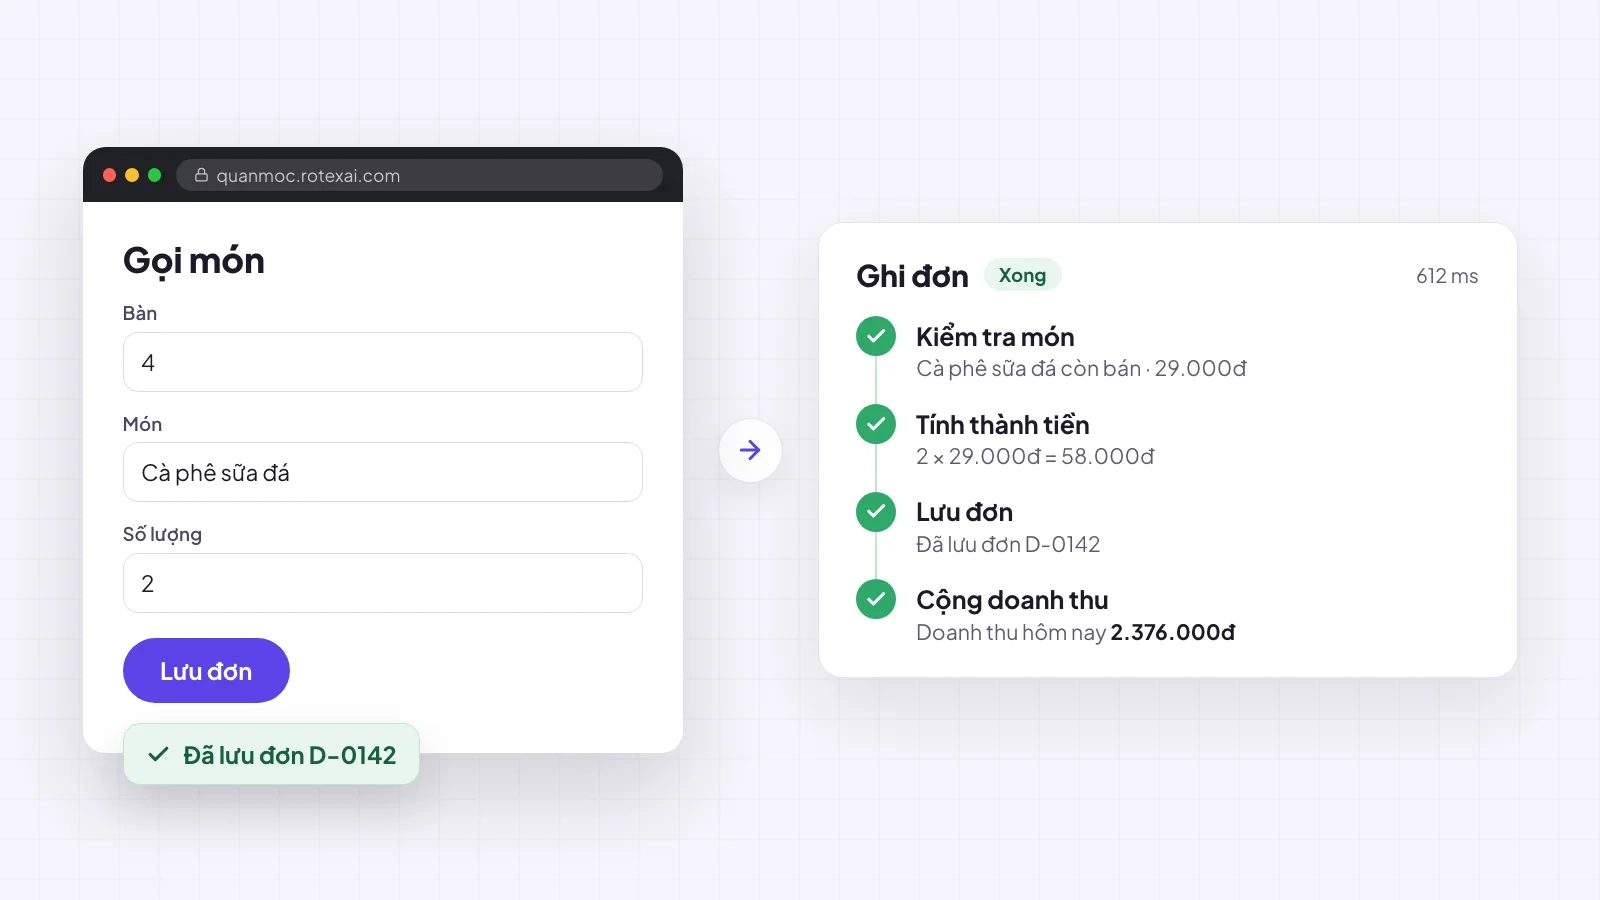 quanmoc.rotexai.com
Gọi món
Bàn
4
Món
Cà phê sữa đá
Số lượng
2
Lưu đơn
Đã lưu đơn D-0142
Ghi đơn
Xong
612 ms
Kiểm tra món
Cà phê sữa đá còn bán · 29.000đ
Tính thành tiền
2 × 29.000đ = 58.000đ
Lưu đơn
Đã lưu đơn D-0142
Cộng doanh thu
Doanh thu hôm nay 2.376.000đ